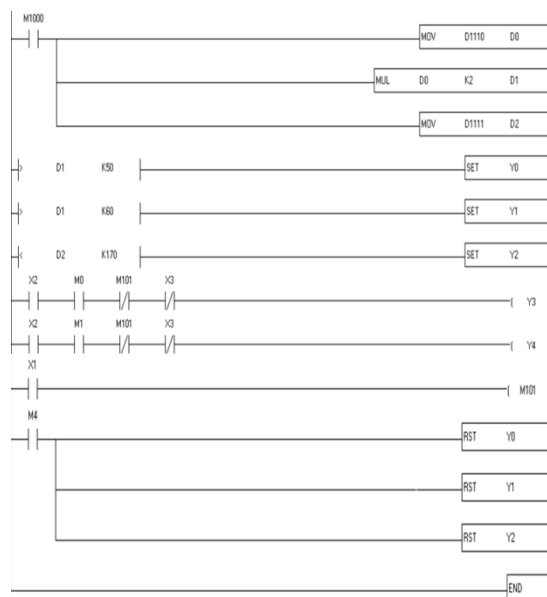 M1000
MOV D1110 D0
MUL D0 K2 D1
MOV D1111 D2
> D1 K50 SET Y0
> D1 K60 SET Y1
< D2 K170 SET Y2
X2 M0 M101 X3
Y3
X2 M1 M101 X3
Y4
X1
M101
M4
RST Y0
RST Y1
RST Y2
END